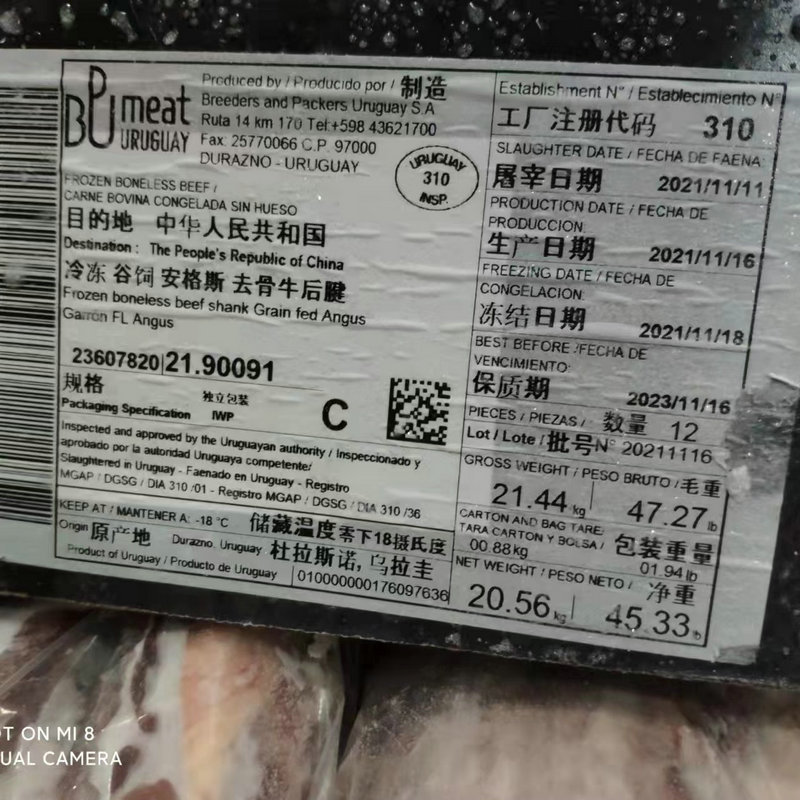 BPU meat URUGUAY
Produced by / Producido por / 制造
Breeders and Packers Uruguay S.A
Ruta 14 km 170 Tel:+598 43621700
Fax: 25770066 C.P. 97000
DURAZNO - URUGUAY
URUGUAY
310
INSP.
FROZEN BONELESS BEEF /
CARNE BOVINA CONGELADA SIN HUESO
目的地 中华人民共和国
Destination : The People's Republic of China
冷冻 谷饲 安格斯 去骨牛后腱
Frozen boneless beef shank Grain fed Angus
Garrón FL Angus
23607820|21.90091
规格
Packaging Specification
独立包装
IWP
C
Inspected and approved by the Uruguayan authority / Inspeccionado y
aprobado por la autoridad Uruguaya competente/
Slaughtered in Uruguay - Faenado en Uruguay - Registro
MGAP / DGSG / DIA 310 /01 - Registro MGAP / DGSG / DIA 310 /36
KEEP AT / MANTENER A: -18 °C 储藏温度零下18摄氏度
Origin 原产地 Durazno, Uruguay 杜拉斯诺, 乌拉圭
Product of Uruguay / Producto de Uruguay
010000000176097636
Establishment N° / Establecimiento N°
工厂注册代码 310
SLAUGHTER DATE / FECHA DE FAENA:
屠宰日期 2021/11/11
PRODUCTION DATE / FECHA DE
PRODUCCION:
生产日期 2021/11/16
FREEZING DATE / FECHA DE
CONGELACION:
冻结日期 2021/11/18
BEST BEFORE /FECHA DE
VENCIMIENTO:
保质期 2023/11/16
PIECES / PIEZAS / 数量 12
Lot / Lote / 批号N° 20211116
GROSS WEIGHT / PESO BRUTO / 毛重
21.44 kg 47.27 lb
CARTON AND BAG TARE
TARA CARTON Y BOLSA / 包装重量
00.88 kg 01.94 lb
NET WEIGHT / PESO NETO / 净重
20.56 kg 45.33 lb
OT ON MI 8
UAL CAMERA